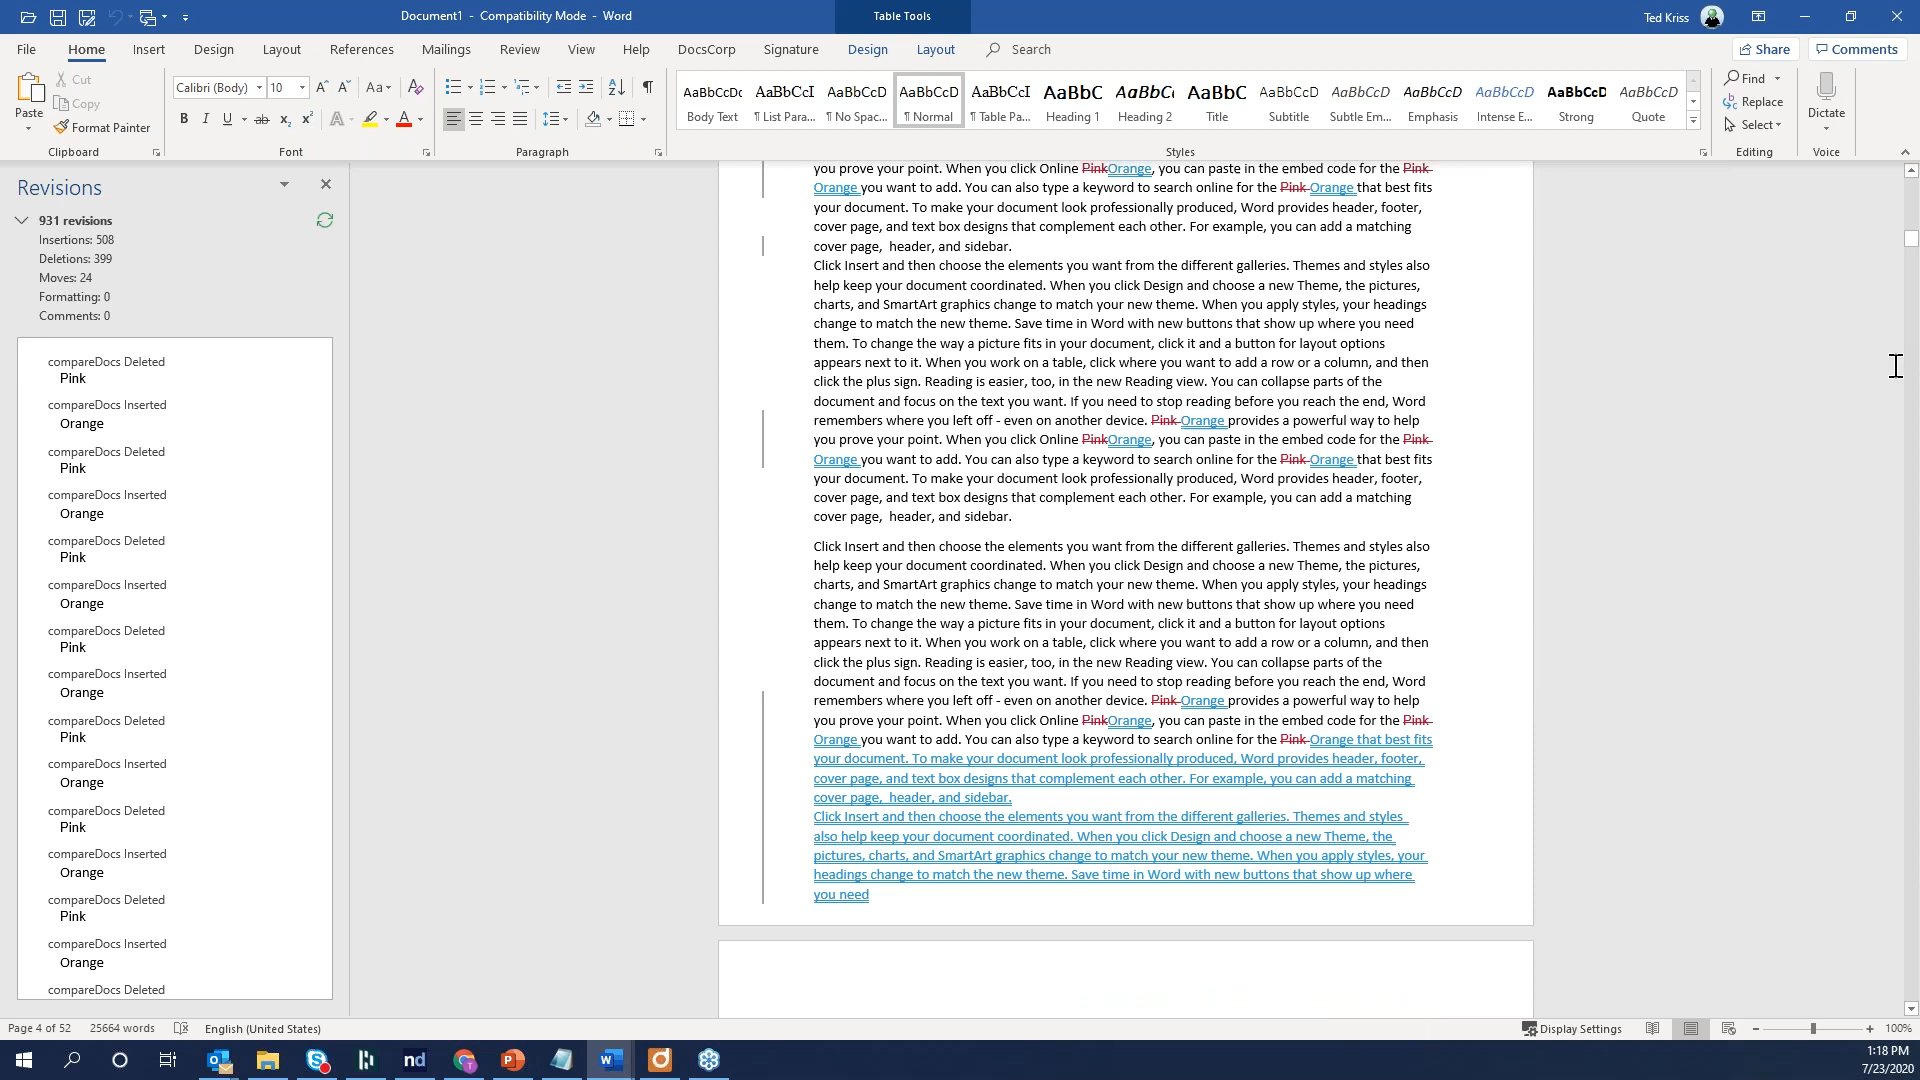 Document1 - Compatibility Mode - Word
Table Tools
Ted Kriss
File Home Insert Design Layout References Mailings Review View Help DocsCorp Signature Design Layout Search Share Comments
Paste Cut
Copy
Format Painter
Clipboard
Calibri (Body) 10
Font
Paragraph
AaBbCcDc AaBbCcI AaBbCcD AaBbCcD AaBbCcI AaBbC AaBbC AaBbC AaBbCcD AaBbCcD AaBbCcD AaBbCcD AaBbCcD AaBbCcD
Body Text ¶ List Para... ¶ No Spac... ¶ Normal ¶ Table Pa... Heading 1 Heading 2 Title Subtitle Subtle Em... Emphasis Intense E... Strong Quote
Styles
Find
Replace
Select
Editing
Dictate
Voice
Revisions
931 revisions
Insertions: 508
Deletions: 399
Moves: 24
Formatting: 0
Comments: 0
compareDocs Deleted
Pink
compareDocs Inserted
Orange
compareDocs Deleted
Pink
compareDocs Inserted
Orange
compareDocs Deleted
Pink
compareDocs Inserted
Orange
compareDocs Deleted
Pink
compareDocs Inserted
Orange
compareDocs Deleted
Pink
compareDocs Inserted
Orange
compareDocs Deleted
Pink
compareDocs Inserted
Orange
compareDocs Deleted
Pink
compareDocs Inserted
Orange
compareDocs Deleted
you prove your point. When you click Online PinkOrange, you can paste in the embed code for the Pink
Orange you want to add. You can also type a keyword to search online for the Pink Orange that best fits
your document. To make your document look professionally produced, Word provides header, footer,
cover page, and text box designs that complement each other. For example, you can add a matching
cover page,  header, and sidebar.
Click Insert and then choose the elements you want from the different galleries. Themes and styles also
help keep your document coordinated. When you click Design and choose a new Theme, the pictures,
charts, and SmartArt graphics change to match your new theme. When you apply styles, your headings
change to match the new theme. Save time in Word with new buttons that show up where you need
them. To change the way a picture fits in your document, click it and a button for layout options
appears next to it. When you work on a table, click where you want to add a row or a column, and then
click the plus sign. Reading is easier, too, in the new Reading view. You can collapse parts of the
document and focus on the text you want. If you need to stop reading before you reach the end, Word
remembers where you left off - even on another device. Pink Orange provides a powerful way to help
you prove your point. When you click Online PinkOrange, you can paste in the embed code for the Pink
Orange you want to add. You can also type a keyword to search online for the Pink Orange that best fits
your document. To make your document look professionally produced, Word provides header, footer,
cover page, and text box designs that complement each other. For example, you can add a matching
cover page,  header, and sidebar.
Click Insert and then choose the elements you want from the different galleries. Themes and styles also
help keep your document coordinated. When you click Design and choose a new Theme, the pictures,
charts, and SmartArt graphics change to match your new theme. When you apply styles, your headings
change to match the new theme. Save time in Word with new buttons that show up where you need
them. To change the way a picture fits in your document, click it and a button for layout options
appears next to it. When you work on a table, click where you want to add a row or a column, and then
click the plus sign. Reading is easier, too, in the new Reading view. You can collapse parts of the
document and focus on the text you want. If you need to stop reading before you reach the end, Word
remembers where you left off - even on another device. Pink Orange provides a powerful way to help
you prove your point. When you click Online PinkOrange, you can paste in the embed code for the Pink
Orange you want to add. You can also type a keyword to search online for the Pink Orange that best fits
your document. To make your document look professionally produced, Word provides header, footer,
cover page, and text box designs that complement each other. For example, you can add a matching
cover page,  header, and sidebar.
Click Insert and then choose the elements you want from the different galleries. Themes and styles
also help keep your document coordinated. When you click Design and choose a new Theme, the
pictures, charts, and SmartArt graphics change to match your new theme. When you apply styles, your
headings change to match the new theme. Save time in Word with new buttons that show up where
you need
Page 4 of 52 25664 words English (United States) Display Settings 100%
1:18 PM
7/23/2020